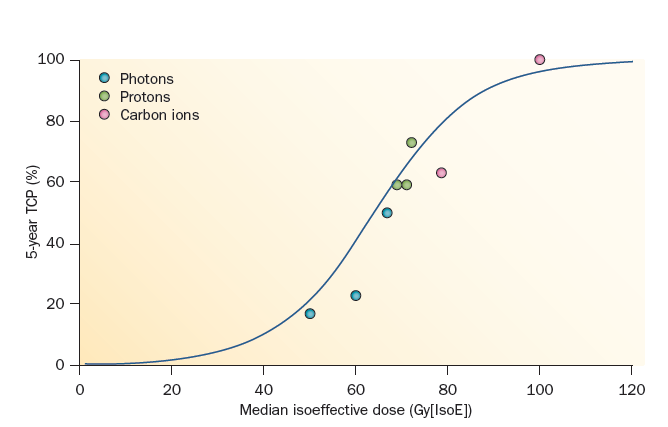 100
80
60
40
20
0
5-year TCP (%)
Photons
Protons
Carbon ions
0 20 40 60 80 100 120
Median isoeffective dose (Gy[IsoE])